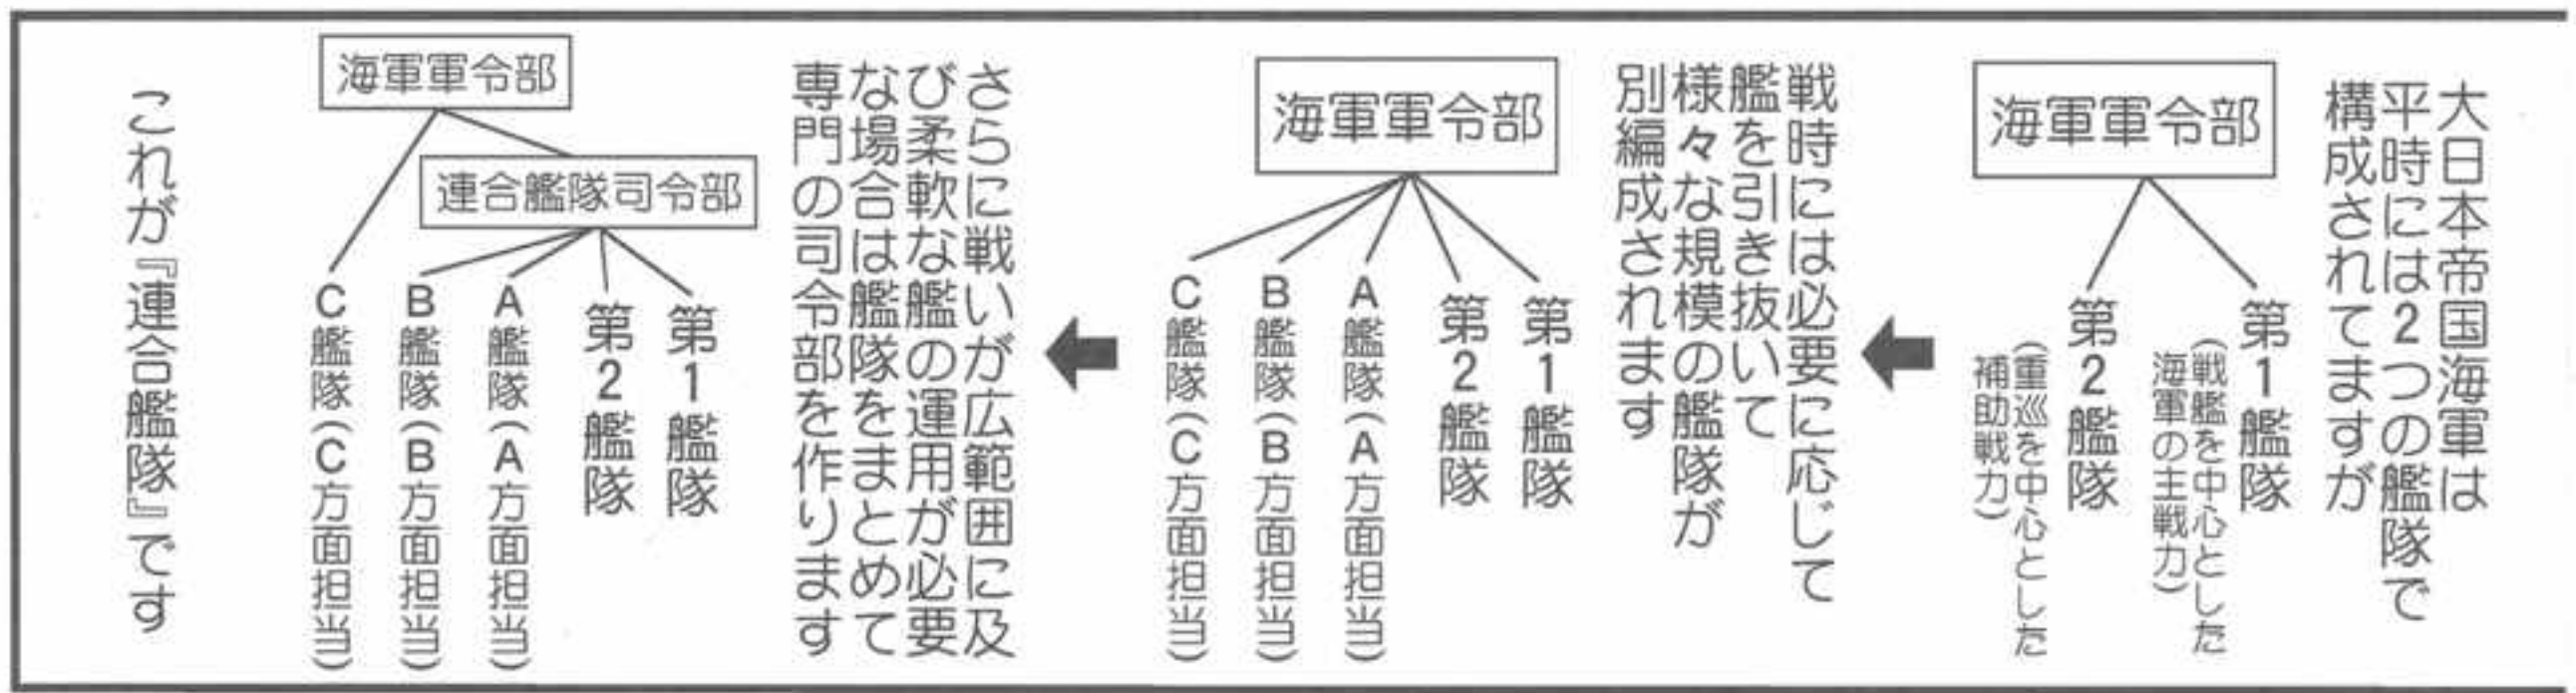 大日本帝国海軍は
平時には2つの艦隊で
構成されてますが
海軍軍令部
第1艦隊
(戦艦を中心とした
海軍の主戦力)
第2艦隊
(重巡を中心とした
補助戦力)
戦時には必要に応じて
艦を引き抜いて
様々な規模の艦隊が
別編成されます
海軍軍令部
第1艦隊
第2艦隊
A艦隊(A方面担当)
B艦隊(B方面担当)
C艦隊(C方面担当)
さらに戦いが広範囲に及
び柔軟な艦の運用が必要
な場合は艦隊をまとめて
専門の司令部を作ります
海軍軍令部
連合艦隊司令部
第1艦隊
第2艦隊
A艦隊(A方面担当)
B艦隊(B方面担当)
C艦隊(C方面担当)
これが『連合艦隊』です